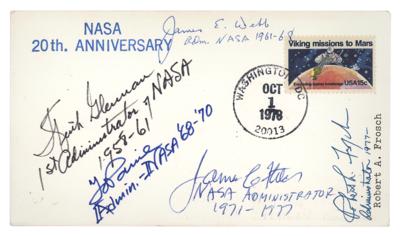 NASA
20th. ANNIVERSARY
James E. Webb
Adm. NASA 1961-68
Viking missions to Mars
USA 15c
WASHINGTON, DC
OCT
1
1978
20013
T Keith Glennan
1st Administrator of NASA
1958-61
Admin.-NASA '68-'70
James C Fletcher
NASA ADMINISTRATOR
1971-1977
Robert A. Frosch
Administrator 1977-
Robert A. Frosch